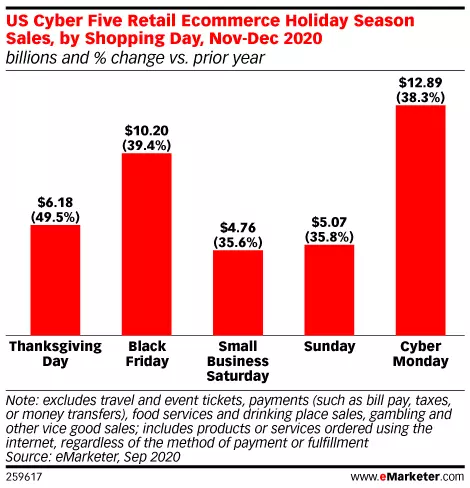 US Cyber Five Retail Ecommerce Holiday Season
Sales, by Shopping Day, Nov-Dec 2020
billions and % change vs. prior year
$12.89
(38.3%)
$10.20
(39.4%)
$6.18
(49.5%)
$4.76
(35.6%)
$5.07
(35.8%)
Thanksgiving
Day
Black
Friday
Small
Business
Saturday
Sunday
Cyber
Monday
Note: excludes travel and event tickets, payments (such as bill pay, taxes,
or money transfers), food services and drinking place sales, gambling and
other vice good sales; includes products or services ordered using the
internet, regardless of the method of payment or fulfillment
Source: eMarketer, Sep 2020
259617
www.eMarketer.com